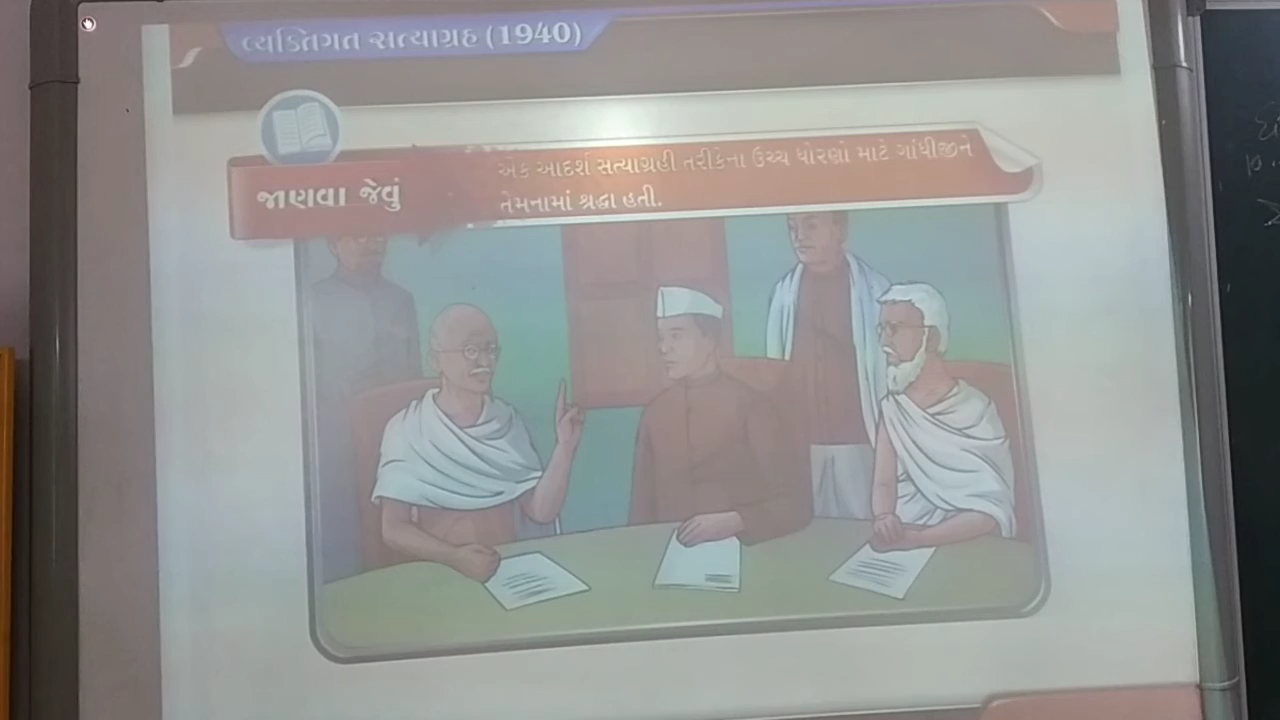 વ્યક્તિગત સત્યાગ્રહ (1940)
જાણવા જેવું
એક આદર્શ સત્યાગ્રહી તરીકેના ઉચ્ચ ધોરણો માટે ગાંધીજીને
તેમનામાં શ્રદ્ધા હતી.